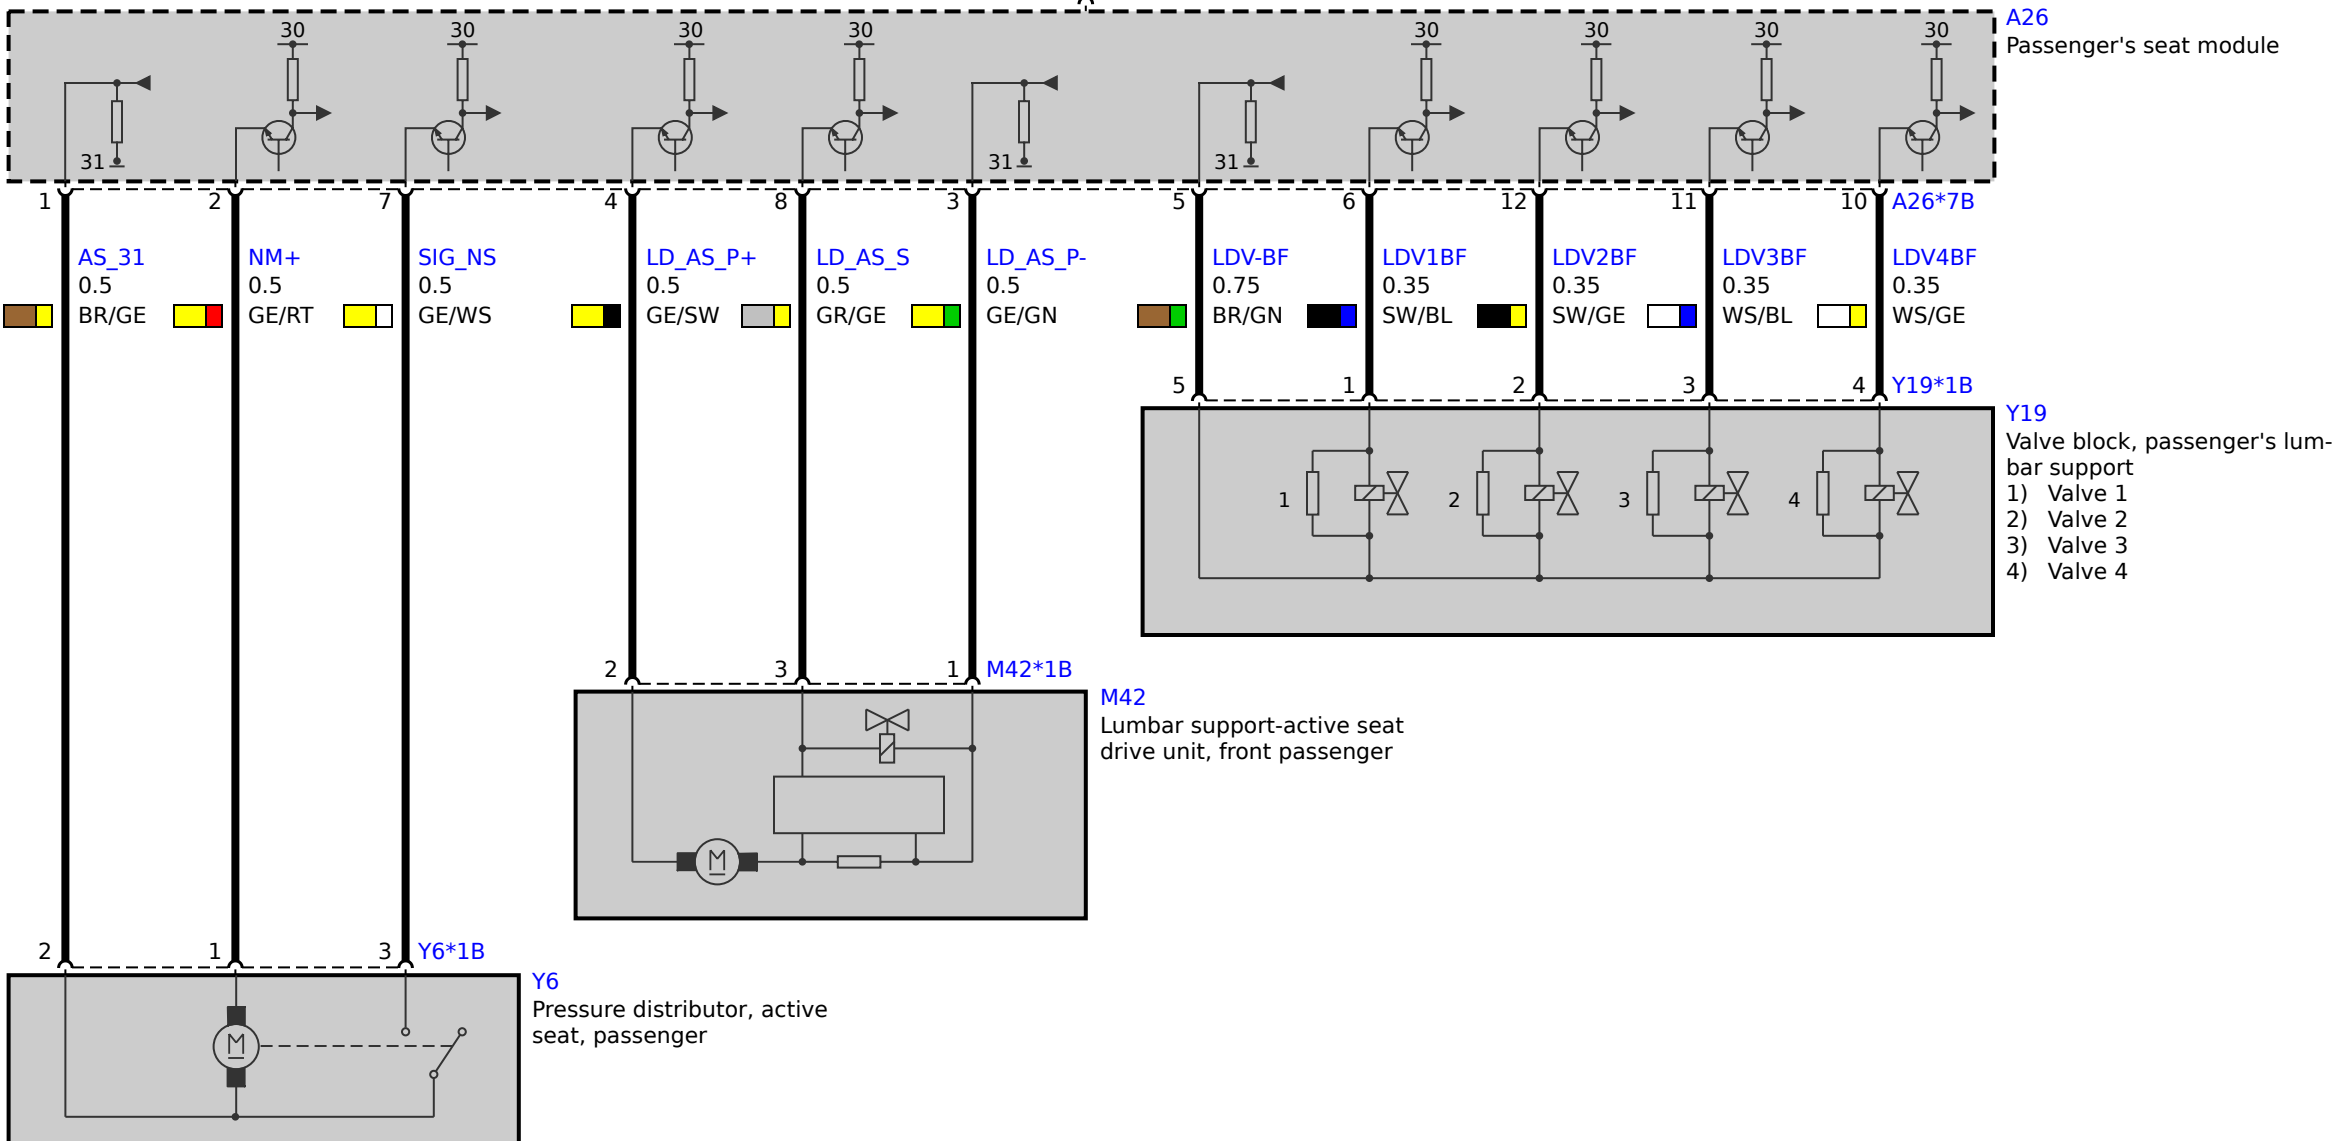 A26
Passenger's seat module
30 30 30 30 30 30 30 30
31 31 31
1 2 7 4 8 3 5 6 12 11 10 A26*7B
AS_31 NM+ SIG_NS LD_AS_P+ LD_AS_S LD_AS_P- LDV-BF LDV1BF LDV2BF LDV3BF LDV4BF
0.5 0.5 0.5 0.5 0.5 0.5 0.75 0.35 0.35 0.35 0.35
BR/GE GE/RT GE/WS GE/SW GR/GE GE/GN BR/GN SW/BL SW/GE WS/BL WS/GE
5 1 2 3 4 Y19*1B
Y19
Valve block, passenger's lum-
bar support
1) Valve 1
2) Valve 2
3) Valve 3
4) Valve 4
1 2 3 4
2 3 1 M42*1B
M42
Lumbar support-active seat
drive unit, front passenger
M
2 1 3 Y6*1B
Y6
Pressure distributor, active
seat, passenger
M